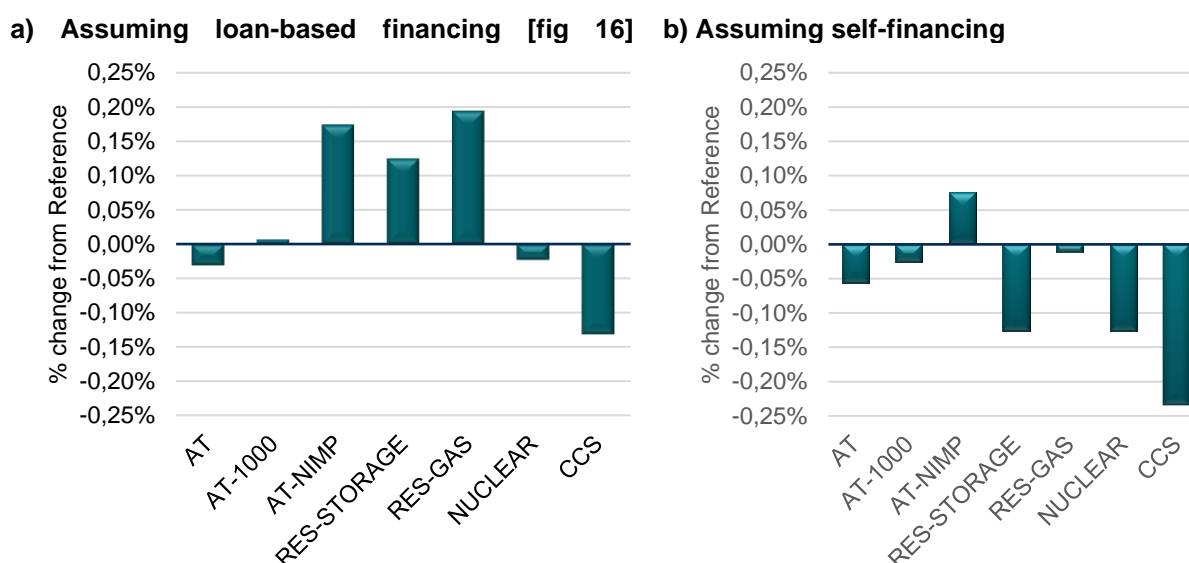 a) Assuming loan-based financing [fig 16]
% change from Reference
0,25%
0,20%
0,15%
0,10%
0,05%
0,00%
-0,05%
-0,10%
-0,15%
-0,20%
-0,25%
AT
AT-1000
AT-NIMP
RES-STORAGE
RES-GAS
NUCLEAR
CCS
b) Assuming self-financing
% change from Reference
0,25%
0,20%
0,15%
0,10%
0,05%
0,00%
-0,05%
-0,10%
-0,15%
-0,20%
-0,25%
AT
AT-1000
AT-NIMP
RES-STORAGE
RES-GAS
NUCLEAR
CCS